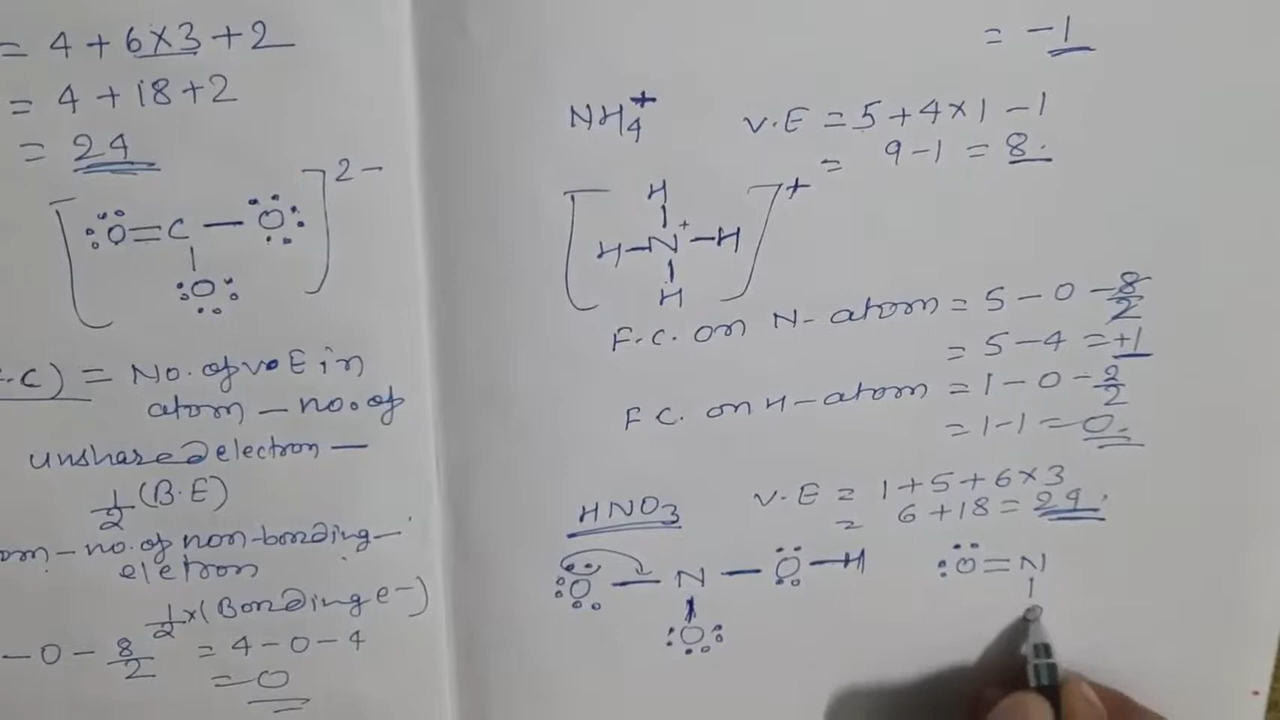 = 4 + 6×3 + 2
= 4 + 18 + 2
= 24
2-
:O=C—O:
:O:
.C) = No. of v.E in
atom - no. of
unshared electron -
1/2 (B.E)
om - no. of non-bonding -
eletron
1/2 × (Bonding e-)
- 0 - 8/2 = 4 - 0 - 4
= 0
= -1
NH4+ V.E = 5 + 4×1 - 1
= 9 - 1 = 8.
+
H
H-N+-H
H
F.C. on N-atom = 5 - 0 - 8/2
= 5 - 4 = +1
F.C. on H-atom = 1 - 0 - 2/2
= 1 - 1 = 0.
HNO3 V.E = 1 + 5 + 6×3
= 6 + 18 = 24.
:O — N — O — H :O=N
:O: O